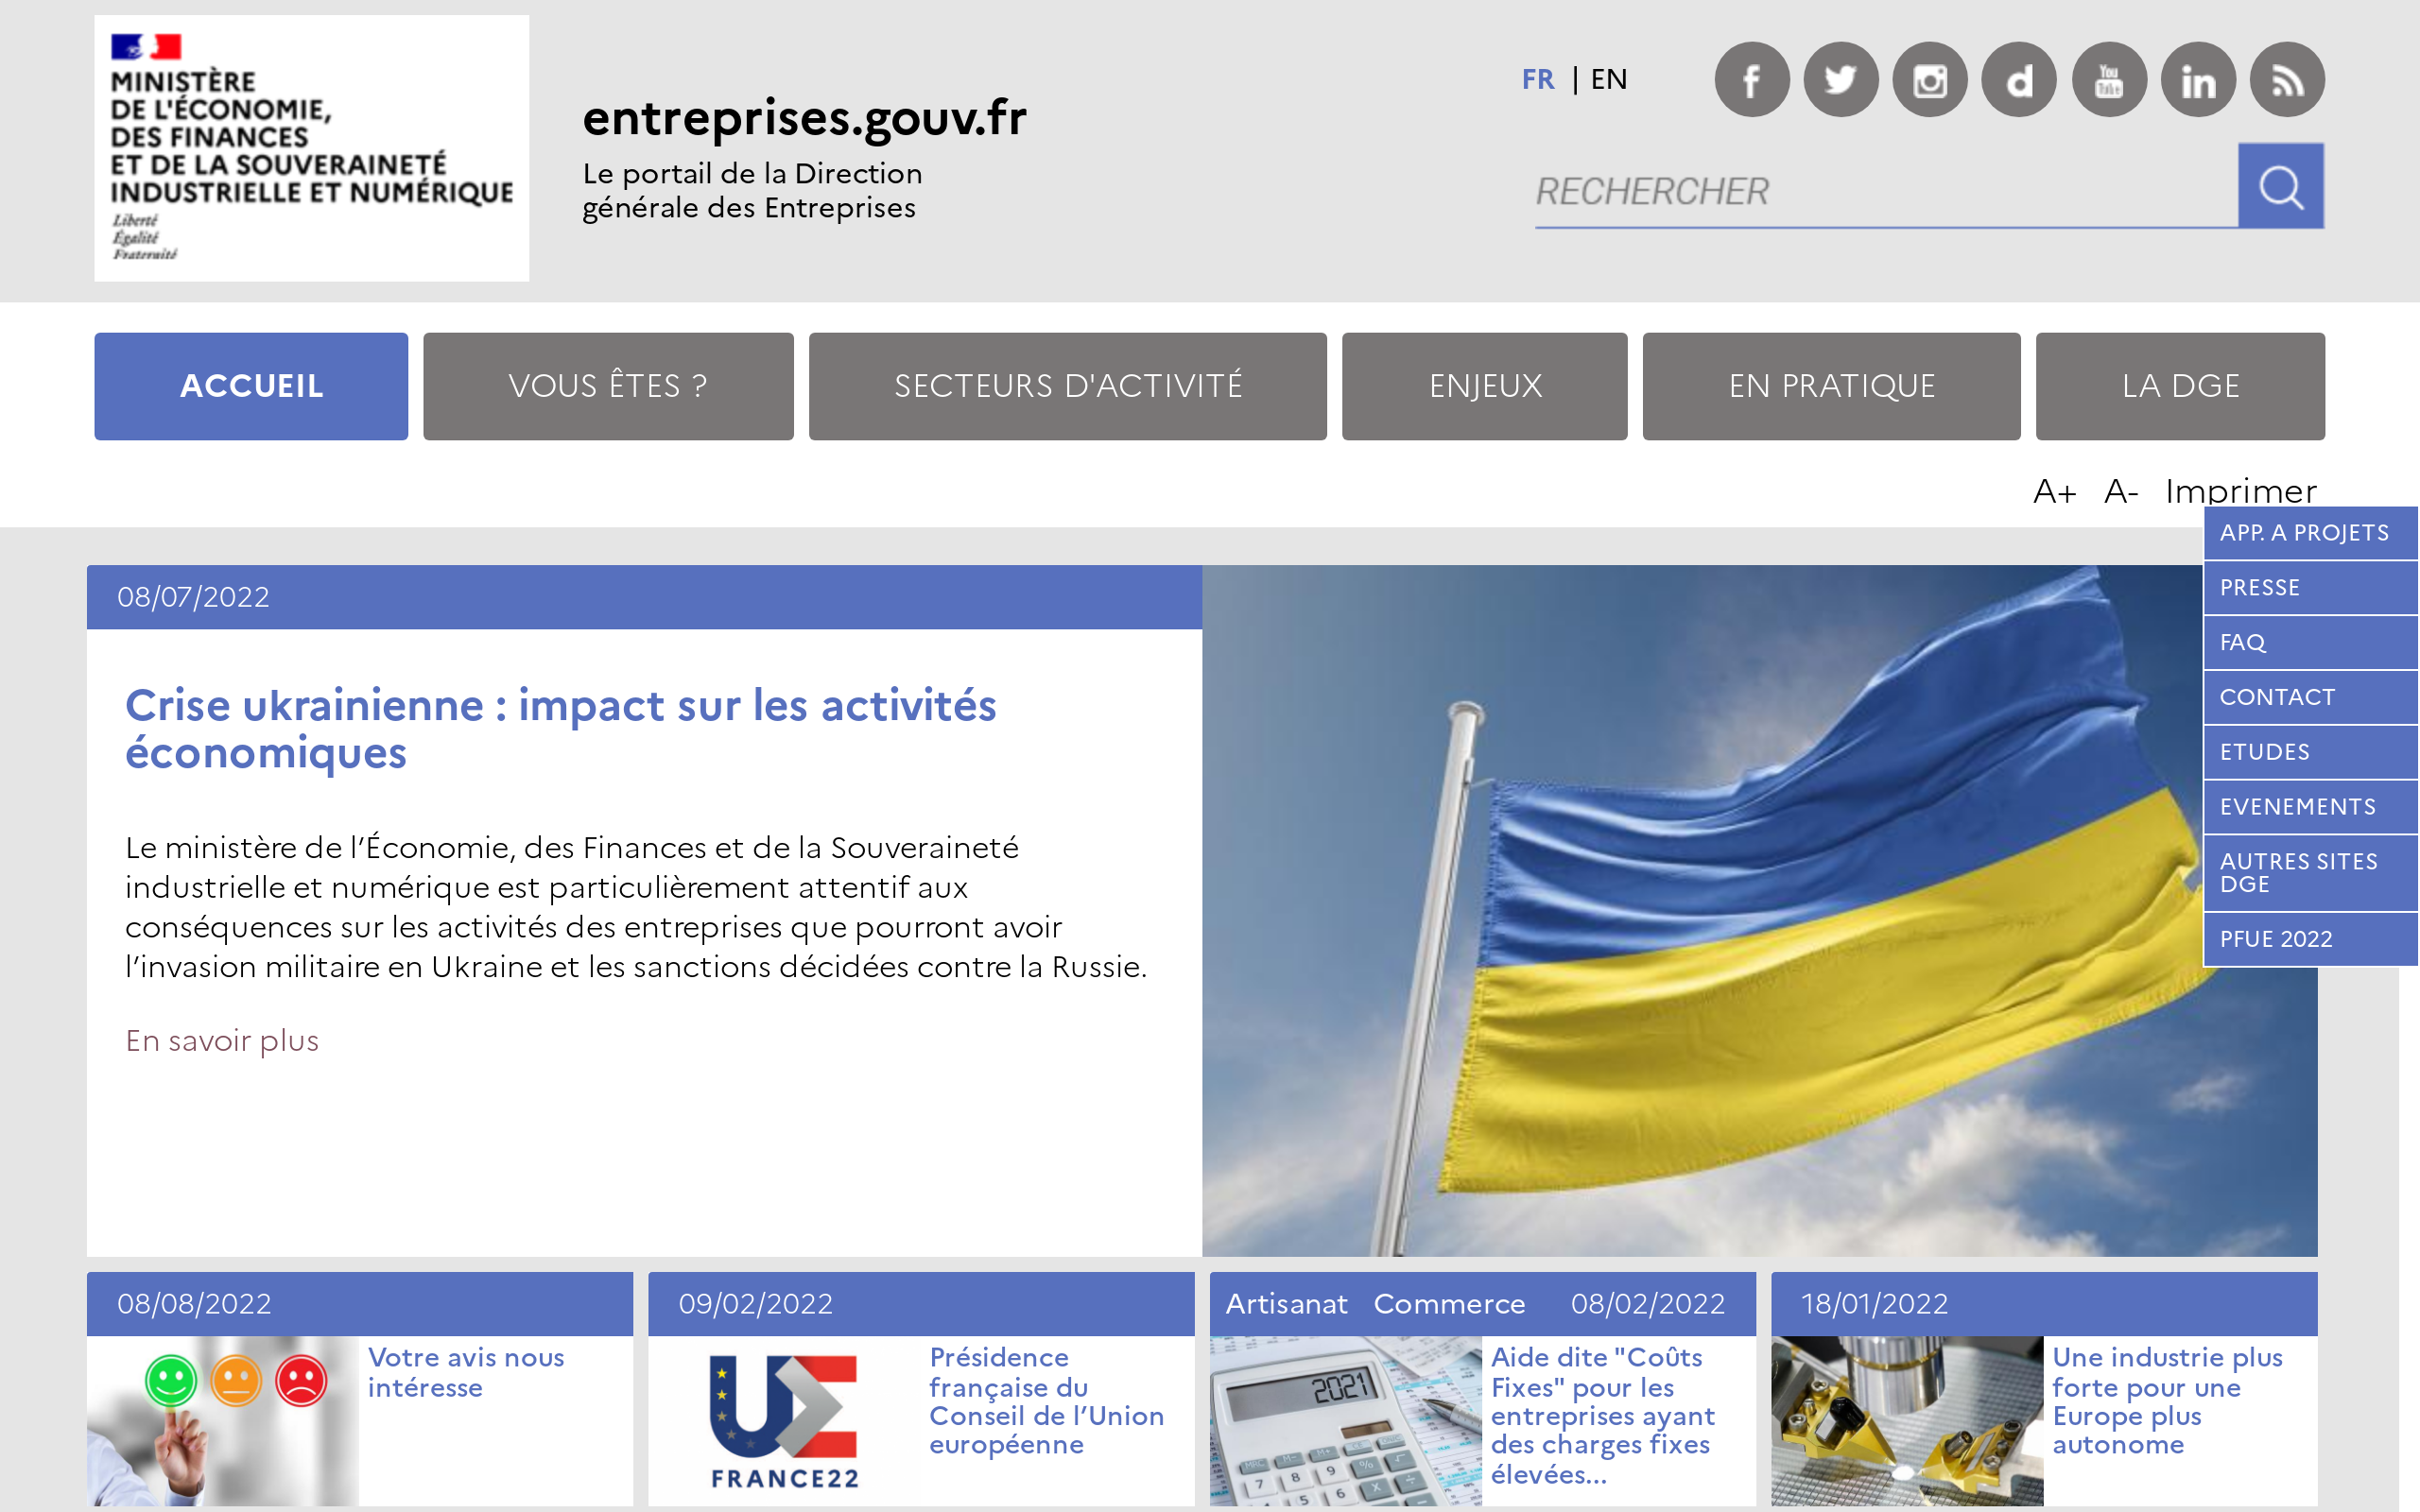 MINISTÈRE
DE L'ÉCONOMIE,
DES FINANCES
ET DE LA SOUVERAINETÉ
INDUSTRIELLE ET NUMÉRIQUE
Liberté
Égalité
Fraternité
entreprises.gouv.fr
Le portail de la Direction
générale des Entreprises
FR | EN
RECHERCHER
ACCUEIL
VOUS ÊTES ?
SECTEURS D'ACTIVITÉ
ENJEUX
EN PRATIQUE
LA DGE
A+ A- Imprimer
APP. A PROJETS
PRESSE
FAQ
CONTACT
ETUDES
EVENEMENTS
AUTRES SITES
DGE
PFUE 2022
08/07/2022
Crise ukrainienne : impact sur les activités
économiques
Le ministère de l’Économie, des Finances et de la Souveraineté
industrielle et numérique est particulièrement attentif aux
conséquences sur les activités des entreprises que pourront avoir
l’invasion militaire en Ukraine et les sanctions décidées contre la Russie.
En savoir plus
08/08/2022
Votre avis nous
intéresse
09/02/2022
UE
FRANCE22
Présidence
française du
Conseil de l’Union
européenne
Artisanat Commerce 08/02/2022
2021
7 8 9
5 6
Aide dite "Coûts
Fixes" pour les
entreprises ayant
des charges fixes
élevées...
18/01/2022
Une industrie plus
forte pour une
Europe plus
autonome